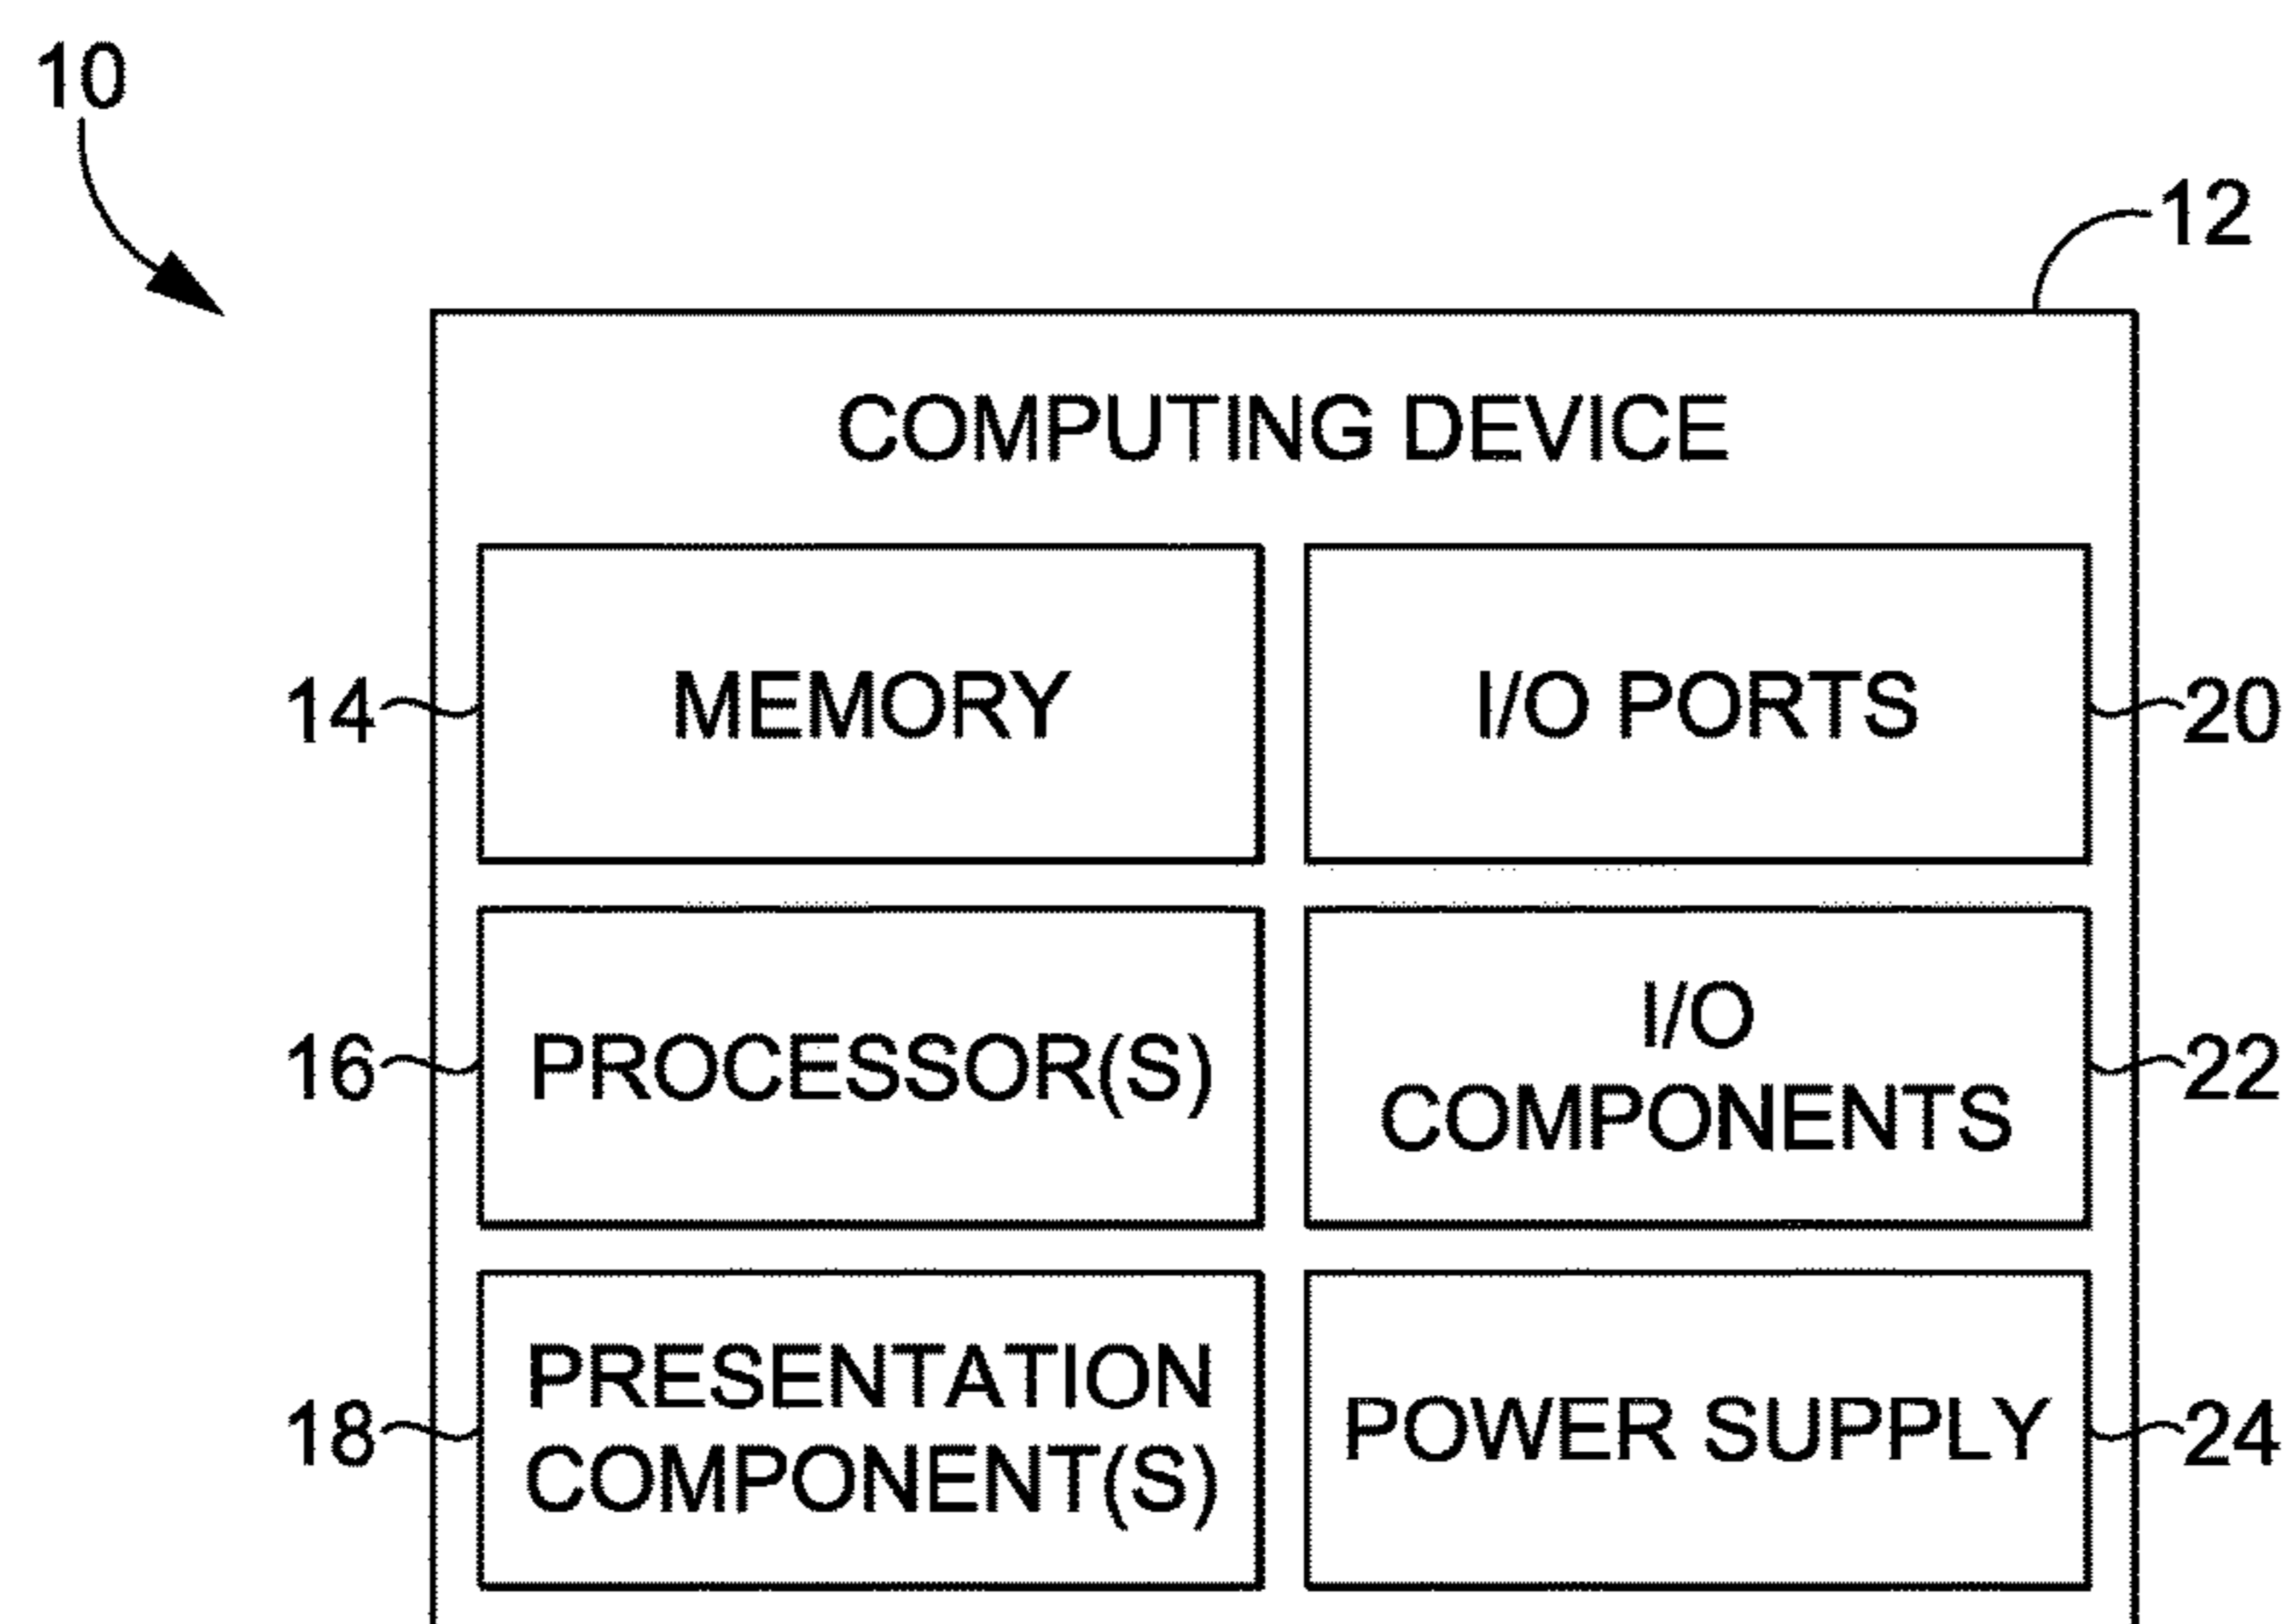 10
12
COMPUTING DEVICE
14
MEMORY
I/O PORTS
20
16
PROCESSOR(S)
I/O
COMPONENTS
22
18
PRESENTATION
COMPONENT(S)
POWER SUPPLY
24